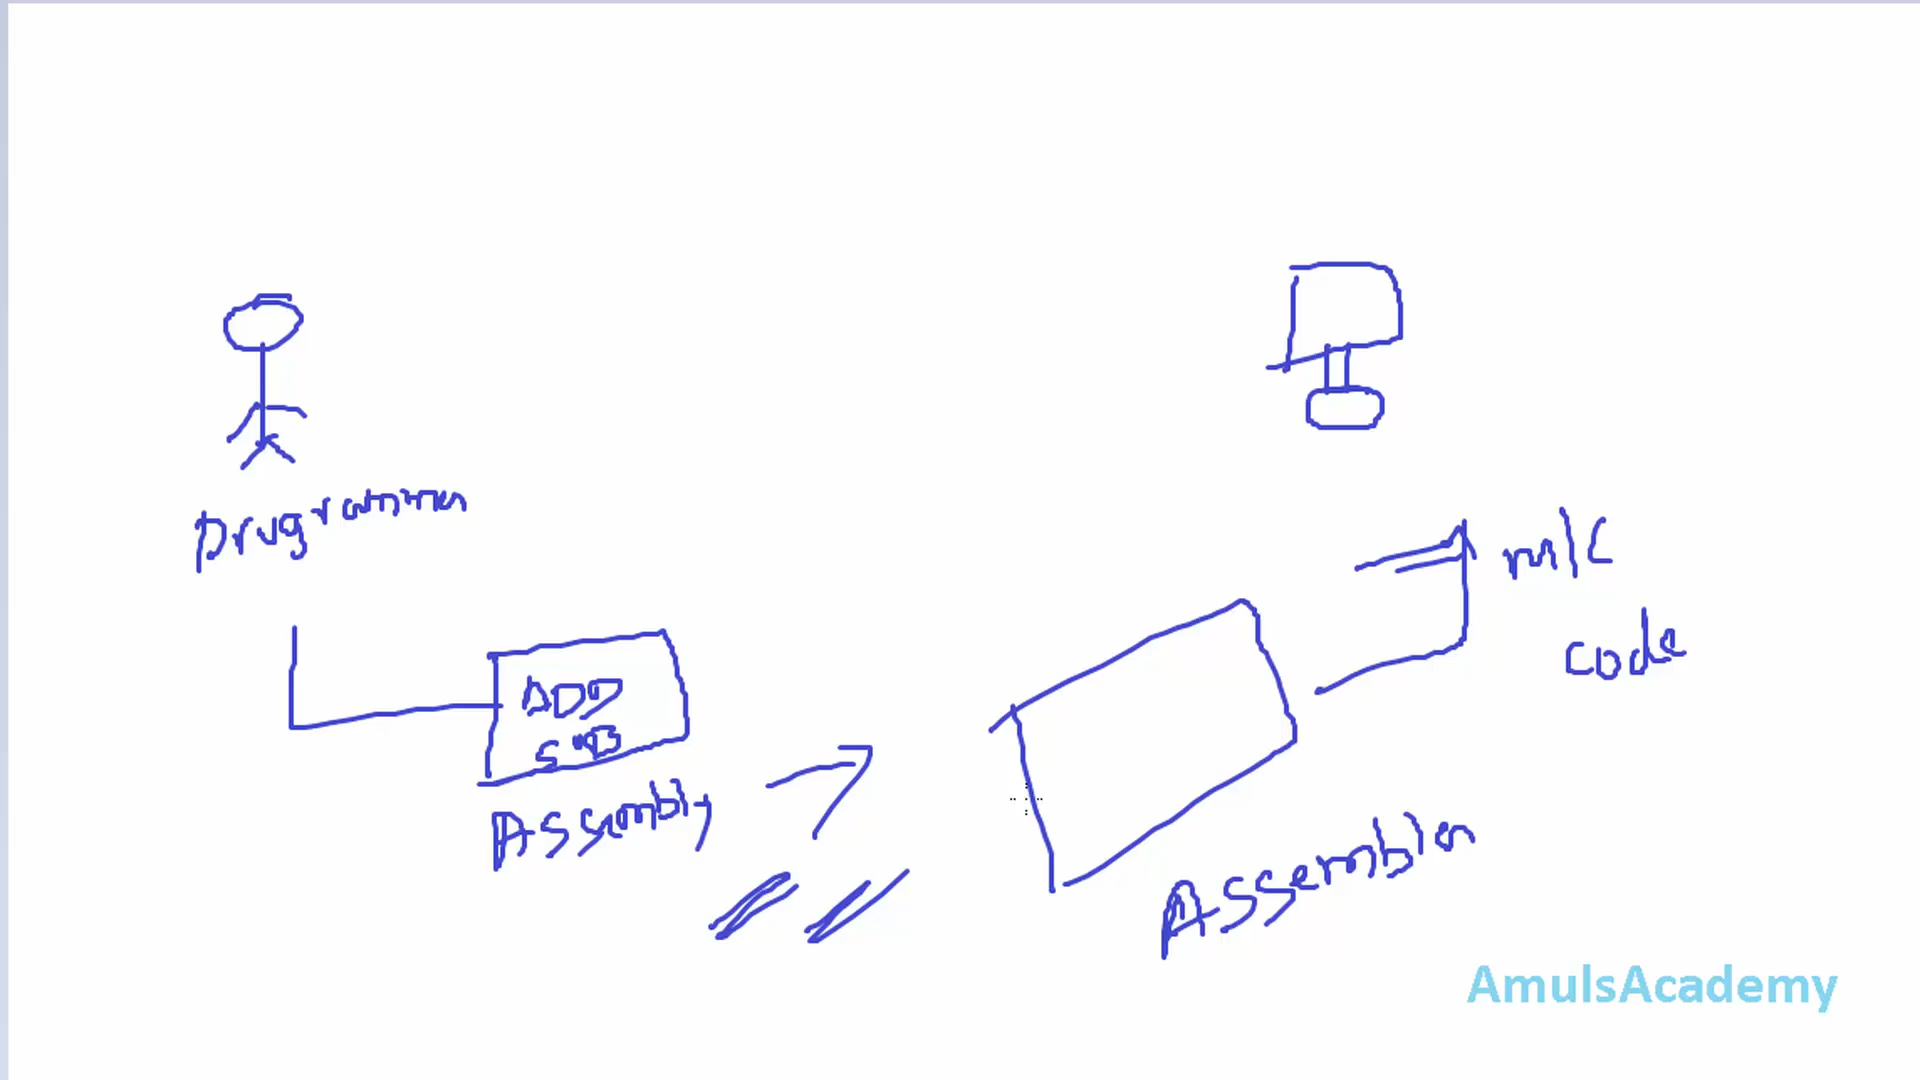 programmer
ADD
SUB
Assembly
Assembler
m/c
code
AmulsAcademy